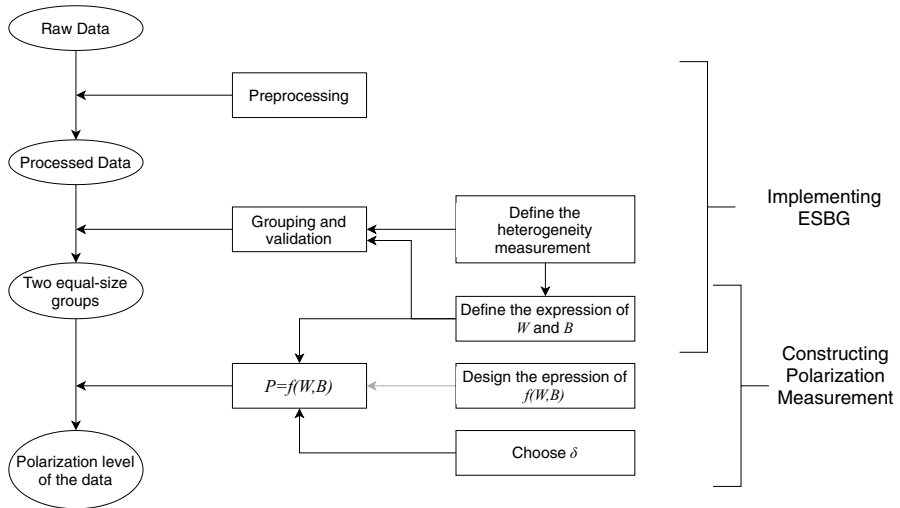 Raw Data
Preprocessing
Processed Data
Grouping and
validation
Define the
heterogeneity
measurement
Implementing
ESBG
Two equal-size
groups
Define the expression of
W and B
P=f(W,B)
Design the epression of
f(W,B)
Constructing
Polarization
Measurement
Choose δ
Polarization level
of the data